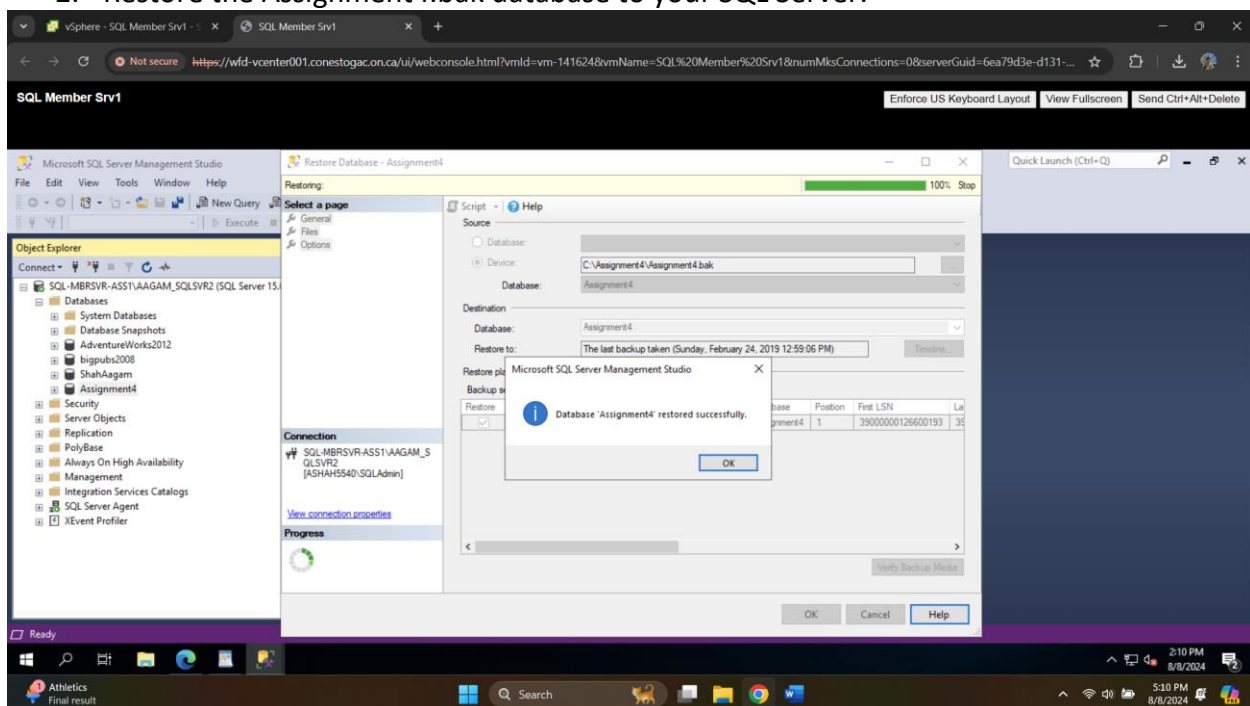 vSphere - SQL Member Srv1 - S
SQL Member Srv1
Not secure https://wfd-vcenter001.conestogac.on.ca/ui/webconsole.html?vmId=vm-141624&vmName=SQL%20Member%20Srv1&numMksConnections=0&serverGuid=6ea79d3e-d131-...
SQL Member Srv1
Enforce US Keyboard Layout View Fullscreen Send Ctrl+Alt+Delete
Microsoft SQL Server Management Studio
Quick Launch (Ctrl+Q)
File Edit View Tools Window Help
New Query
Execute
Object Explorer
Connect
SQL-MBRSVR-ASS1\AAGAM_SQLSVR2 (SQL Server 15.
Databases
System Databases
Database Snapshots
AdventureWorks2012
bigpubs2008
ShahAagam
Assignment4
Security
Server Objects
Replication
PolyBase
Always On High Availability
Management
Integration Services Catalogs
SQL Server Agent
XEvent Profiler
Restore Database - Assignment4
Restoring: 100% Stop
Select a page
General
Files
Options
Script Help
Source
Database:
Device: C:\Assignment4\Assignment4.bak
Database: Assignment4
Destination
Database: Assignment4
Restore to: The last backup taken (Sunday, February 24, 2019 12:59:06 PM) Timeline...
Restore pla
Backup se
Restore base Position First LSN La
gnment4 1 39000000126600193 39
Microsoft SQL Server Management Studio
Database 'Assignment4' restored successfully.
OK
Connection
SQL-MBRSVR-ASS1\AAGAM_S
QLSVR2
[ASHAH5540\SQLAdmin]
View connection properties
Progress
Verify Backup Media
OK Cancel Help
Ready
2:10 PM
8/8/2024
2
Athletics
Final result
Search
5:10 PM
8/8/2024